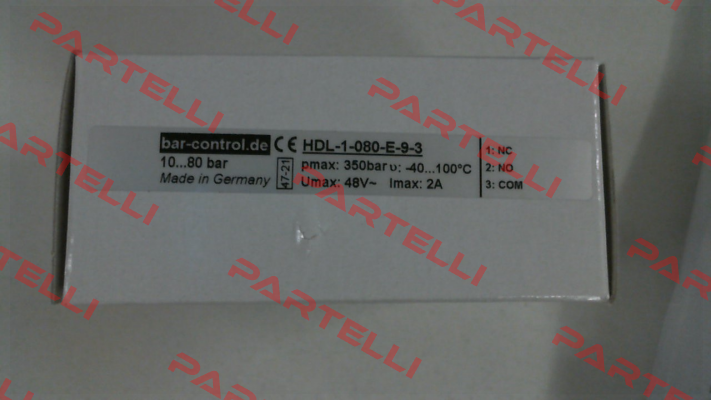 bar-control.de CE HDL-1-080-E-9-3
10...80 bar
Made in Germany
47-21
pmax: 350bar υ: -40...100°C
Umax: 48V~ Imax: 2A
1: NC
2: NO
3: COM
PARTELLI
PARTELLI
PARTELLI
PARTELLI
PARTELLI
PARTELLI
PARTELLI
PARTELLI